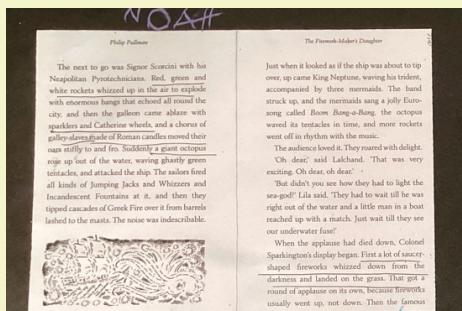 NOAH
Philip Pullman
The next to go was Signor Scorcini with his
Neapolitan Pyrotechnicians. Red, green and
white rockets whizzed up in the air to explode
with enormous bangs that echoed all round the
city, and then the galleon came ablaze with
sparklers and Catherine wheels, and a chorus of
galley-slaves made of Roman candles moved their
oars stiffly to and fro. Suddenly a giant octopus
rose up out of the water, waving ghastly green
tentacles, and attacked the ship. The sailors fired
all kinds of Jumping Jacks and Whizzers and
Incandescent Fountains at it, and then they
tipped cascades of Greek Fire over it from barrels
lashed to the masts. The noise was indescribable.
The Firework-Maker's Daughter
Just when it looked as if the ship was about to tip
over, up came King Neptune, waving his trident,
accompanied by three mermaids. The band
struck up, and the mermaids sang a jolly Euro-
song called Boom Bang-a-Bang, the octopus
waved its tentacles in time, and more rockets
went off in rhythm with the music.
The audience loved it. They roared with delight.
'Oh dear,' said Lalchand. 'That was very
exciting. Oh dear, oh dear.'
'But didn't you see how they had to light the
sea-god?' Lila said. 'They had to wait till he was
right out of the water and a little man in a boat
reached up with a match. Just wait till they see
our underwater fuse!'
When the applause had died down, Colonel
Sparkington's display began. First a lot of saucer-
shaped fireworks whizzed down from the
darkness and landed on the grass. That got a
round of applause on its own, because fireworks
usually went up, not down. Then the famous